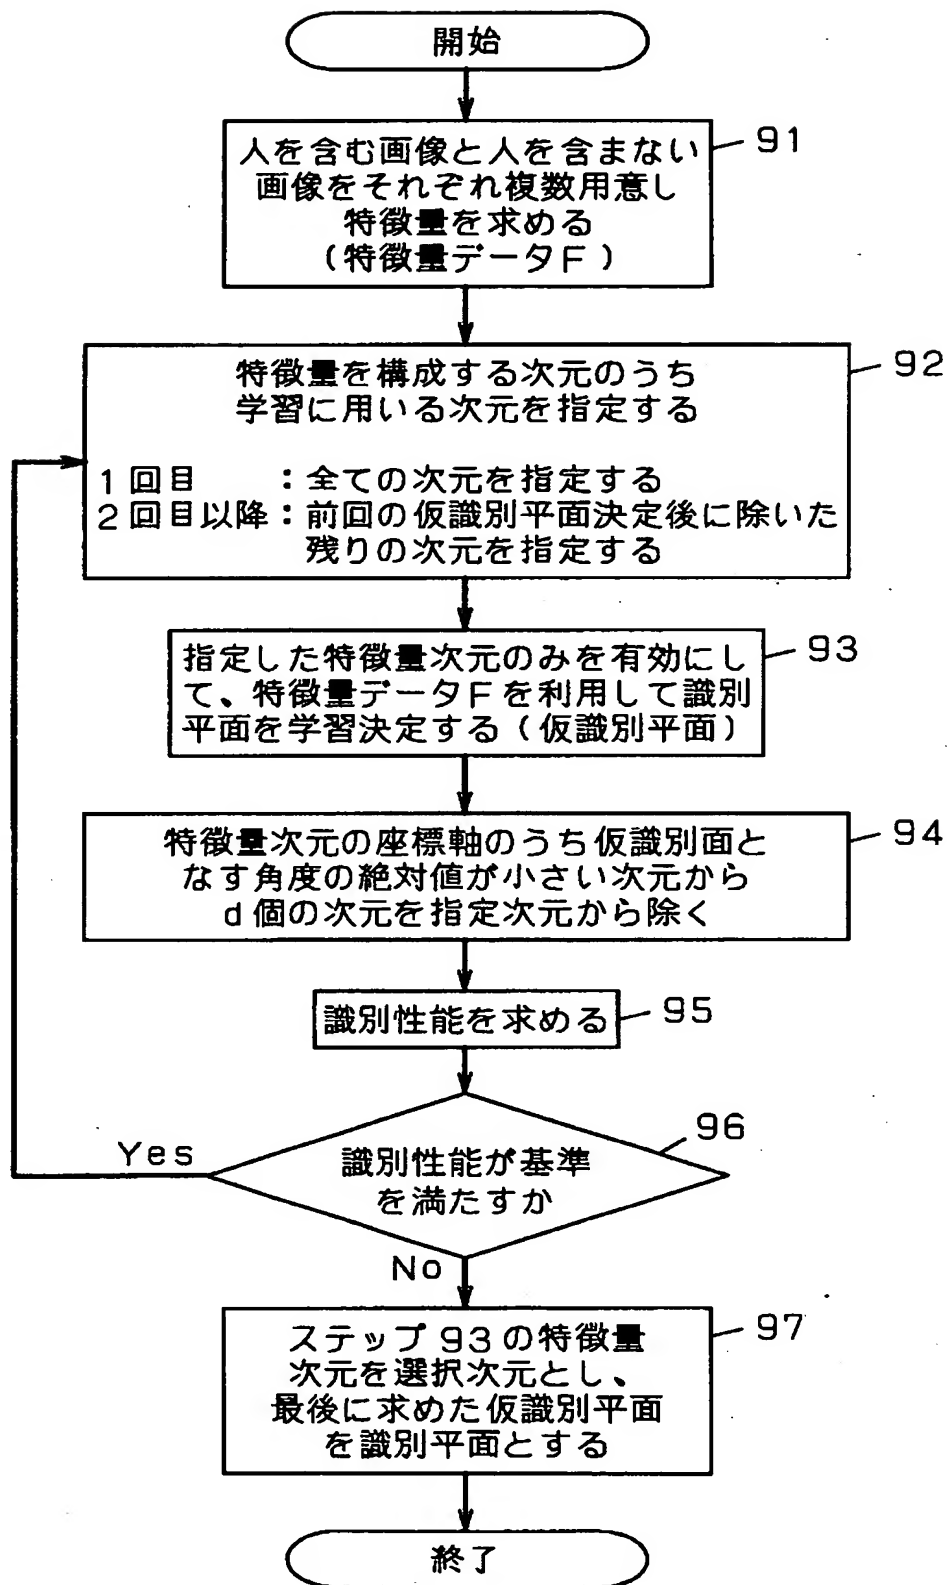 開始
人を含む画像と人を含まない
画像をそれぞれ複数用意し
特徴量を求める
(特徴量データF)
91
特徴量を構成する次元のうち
学習に用いる次元を指定する
1回目 :全ての次元を指定する
2回目以降:前回の仮識別平面決定後に除いた
残りの次元を指定する
92
指定した特徴量次元のみを有効にし
て、特徴量データFを利用して識別
平面を学習決定する(仮識別平面)
93
特徴量次元の座標軸のうち仮識別面と
なす角度の絶対値が小さい次元から
d個の次元を指定次元から除く
94
識別性能を求める
95
識別性能が基準
を満たすか
96
Yes
No
ステップ93の特徴量
次元を選択次元とし、
最後に求めた仮識別平面
を識別平面とする
97
終了